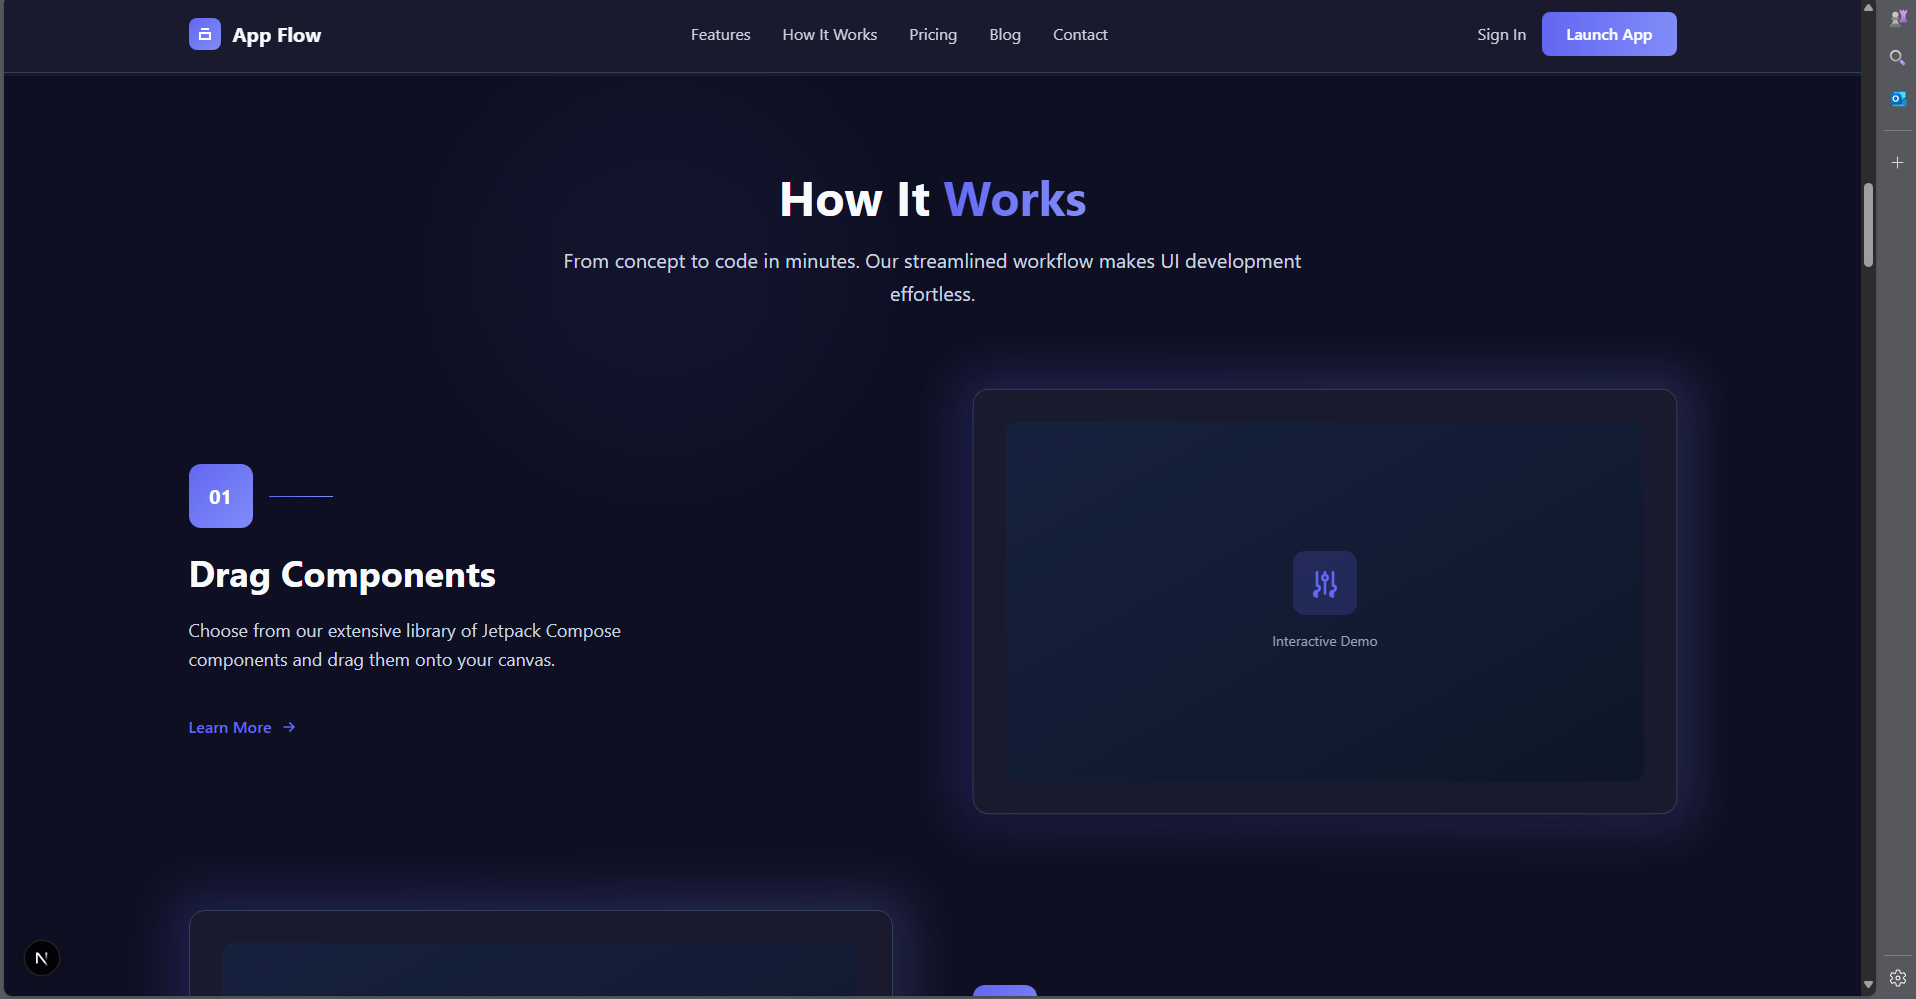 App Flow
Features
How It Works
Pricing
Blog
Contact
Sign In
Launch App
How It Works
From concept to code in minutes. Our streamlined workflow makes UI development
effortless.
01
Drag Components
Choose from our extensive library of Jetpack Compose
components and drag them onto your canvas.
Learn More →
Interactive Demo
N